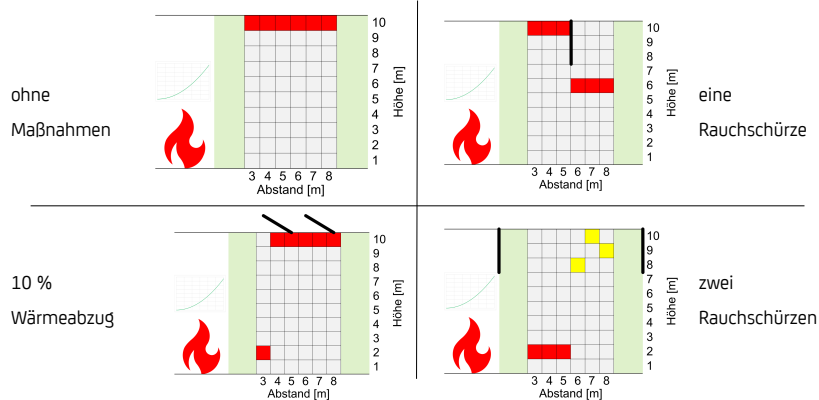 ohne
Maßnahmen
10
9
8
7
6
5
4
3
2
1
Höhe [m]
3 4 5 6 7 8
Abstand [m]
10
9
8
7
6
5
4
3
2
1
Höhe [m]
3 4 5 6 7 8
Abstand [m]
eine
Rauchschürze
10 %
Wärmeabzug
10
9
8
7
6
5
4
3
2
1
Höhe [m]
3 4 5 6 7 8
Abstand [m]
10
9
8
7
6
5
4
3
2
1
Höhe [m]
3 4 5 6 7 8
Abstand [m]
zwei
Rauchschürzen